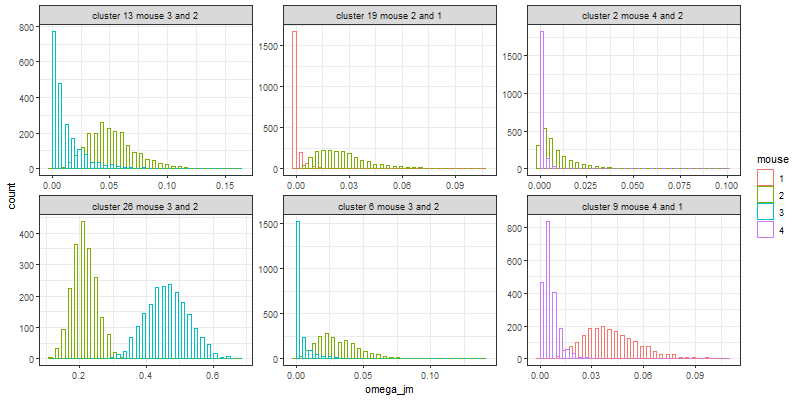 cluster 13 mouse 3 and 2
cluster 19 mouse 2 and 1
cluster 2 mouse 4 and 2
800
600
400
200
0
0.00 0.05 0.10 0.15
1500
1000
500
0
0.00 0.03 0.06 0.09
1500
1000
500
0
0.000 0.025 0.050 0.075 0.100
cluster 26 mouse 3 and 2
cluster 6 mouse 3 and 2
cluster 9 mouse 4 and 1
400
300
200
100
0
0.2 0.4 0.6
1500
1000
500
0
0.00 0.10
800
600
400
200
0
0.00 0.03 0.06 0.09
count
omega_jm
mouse
1
2
3
4